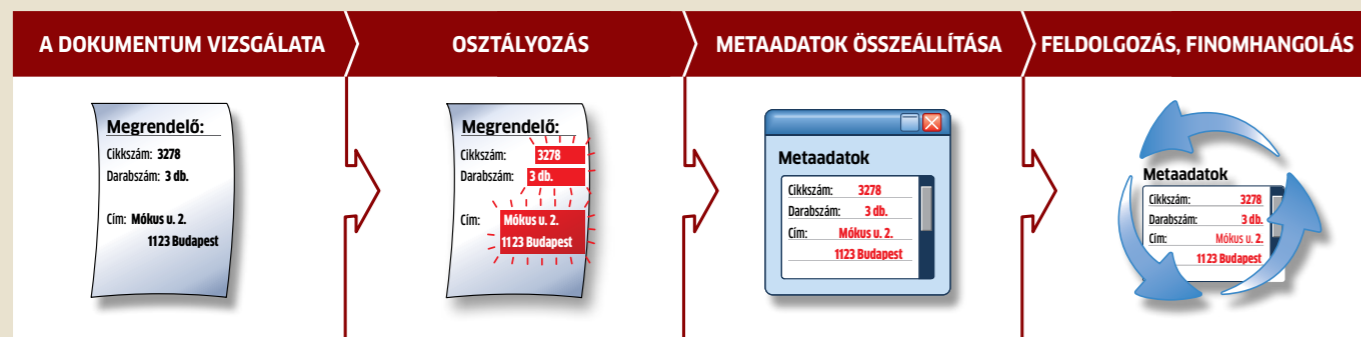 A DOKUMENTUM VIZSGÁLATA
OSZTÁLYOZÁS
METAADATOK ÖSSZEÁLLÍTÁSA
FELDOLGOZÁS, FINOMHANGOLÁS
Megrendelő:
Cikkszám: 3278
Darabszám: 3 db.
Cím: Mókus u. 2.
1123 Budapest
Megrendelő:
Cikkszám: 3278
Darabszám: 3 db.
Cím: Mókus u. 2.
1123 Budapest
Metaadatok
Cikkszám: 3278
Darabszám: 3 db.
Cím: Mókus u. 2.
1123 Budapest
Metaadatok
Cikkszám: 3278
Darabszám: 3 db.
Cím: Mókus u. 2.
1123 Budapest